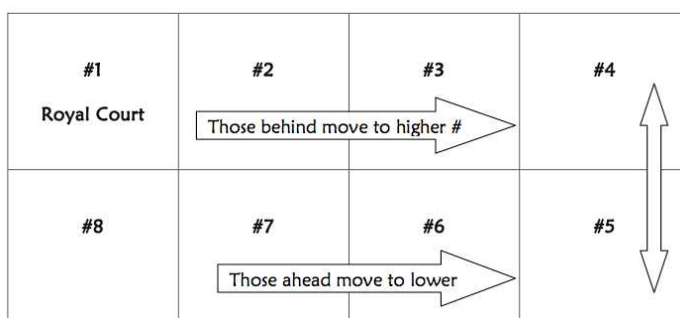 #1 #2 #3 #4
Royal Court
Those behind move to higher #
#8 #7 #6 #5
Those ahead move to lower